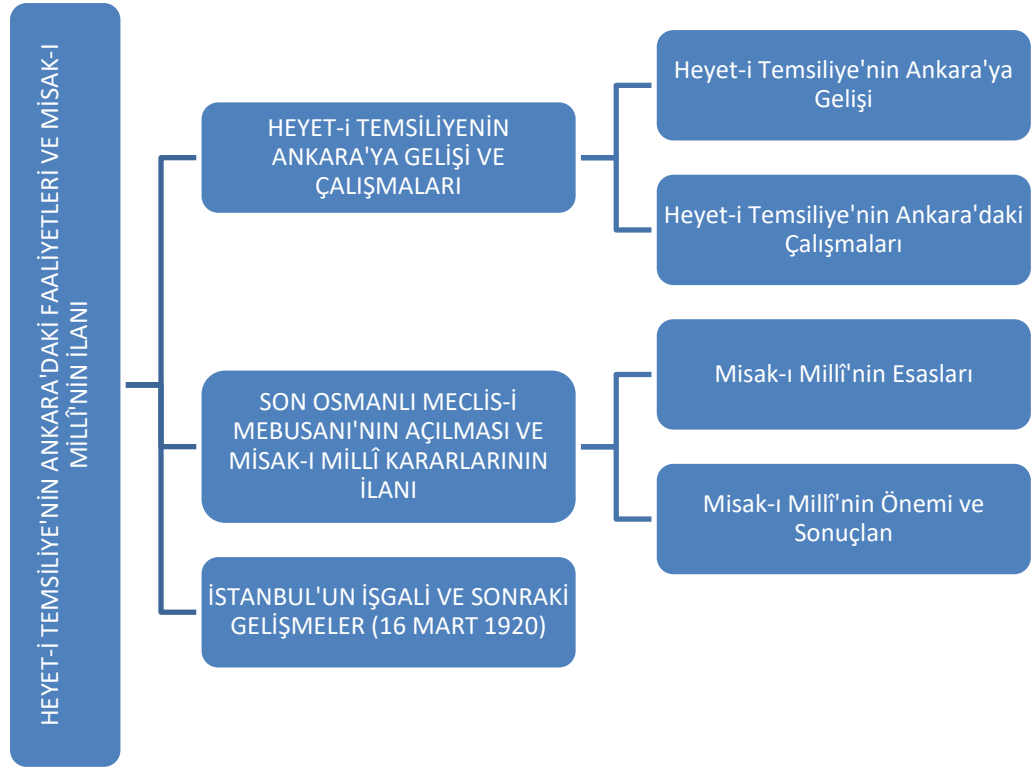 HEYET-İ TEMSİLİYE'NİN ANKARA'DAKİ FAALİYETLERİ VE MİSAK-I
MİLLÎ'NİN İLANI
HEYET-i TEMSİLİYENİN
ANKARA'YA GELİŞİ VE
ÇALIŞMALARI
Heyet-i Temsiliye'nin Ankara'ya
Gelişi
Heyet-i Temsiliye'nin Ankara'daki
Çalışmaları
SON OSMANLI MECLİS-İ
MEBUSANI'NIN AÇILMASI VE
MİSAK-I MİLLÎ KARARLARININ
İLANI
Misak-ı Millî'nin Esasları
Misak-ı Millî'nin Önemi ve
Sonuçlan
İSTANBUL'UN İŞGALİ VE SONRAKİ
GELİŞMELER (16 MART 1920)